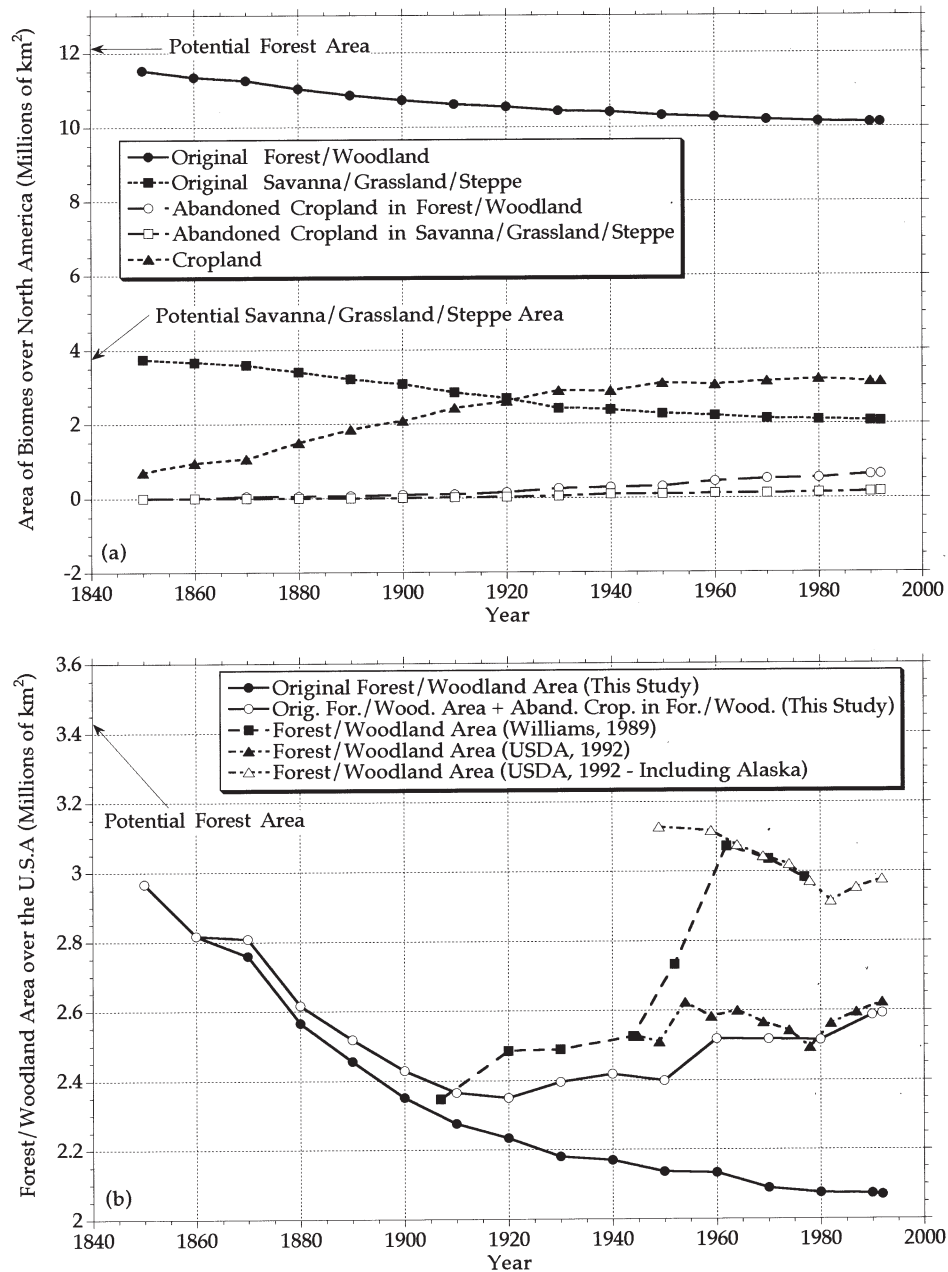 Area of Biomes over North America (Millions of km²)
12
10
8
6
4
2
0
-2
Potential Forest Area
Original Forest/Woodland
Original Savanna/Grassland/Steppe
Abandoned Cropland in Forest/Woodland
Abandoned Cropland in Savanna/Grassland/Steppe
Cropland
Potential Savanna/Grassland/Steppe Area
(a)
1840 1860 1880 1900 1920 1940 1960 1980 2000
Year
Forest/Woodland Area over the U.S.A (Millions of km²)
3.6
3.4
3.2
3
2.8
2.6
2.4
2.2
2
Original Forest/Woodland Area (This Study)
Orig. For./Wood. Area + Aband. Crop. in For./Wood. (This Study)
Forest/Woodland Area (Williams, 1989)
Forest/Woodland Area (USDA, 1992)
Forest/Woodland Area (USDA, 1992 - Including Alaska)
Potential Forest Area
(b)
1840 1860 1880 1900 1920 1940 1960 1980 2000
Year